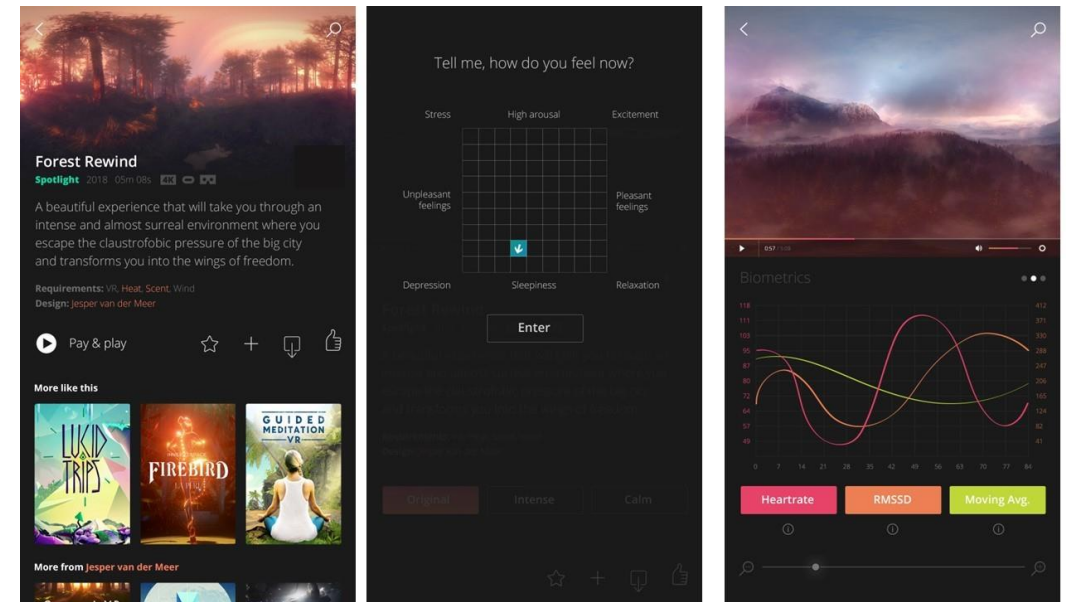 Forest Rewind
Spotlight 2018 05m 08s 4K
A beautiful experience that will take you through an
intense and almost surreal environment where you
escape the claustrofobic pressure of the big city
and transforms you into the wings of freedom.
Requirements: VR, Heat, Scent, Wind
Design: Jesper van der Meer
Pay & play
More like this
LUCID
TRIPS
FIREBIRD
GUIDED
MEDITATION
VR
More from Jesper van der Meer
Tell me, how do you feel now?
Stress High arousal Excitement
Unpleasant
feelings
Pleasant
feelings
Depression Sleepiness Relaxation
Enter
Original Intense Calm
0:57 / 5:08
Biometrics
118 412
111 371
103 330
95 288
87 247
80 206
72 165
64 124
57 82
49 41
0 7 14 21 28 35 42 49 56 63 70 77 84
Heartrate RMSSD Moving Avg.